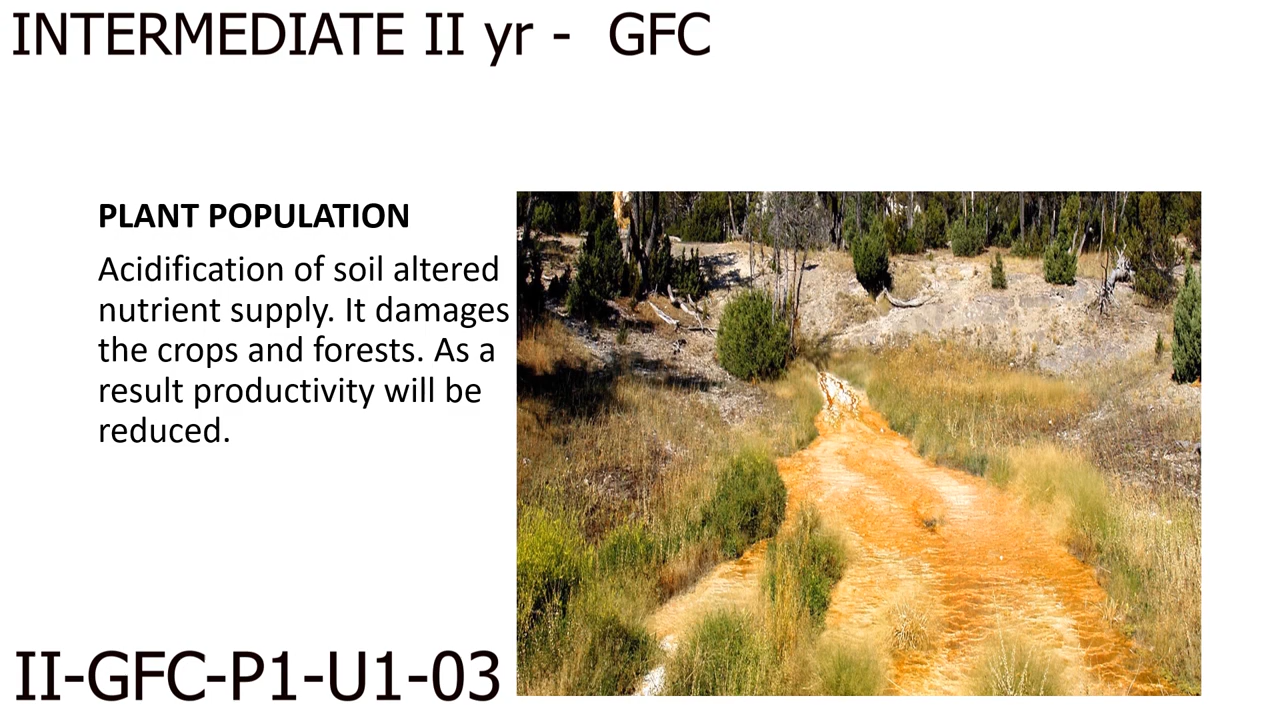 INTERMEDIATE II yr -  GFC
PLANT POPULATION
Acidification of soil altered
nutrient supply. It damages
the crops and forests. As a
result productivity will be
reduced.
II-GFC-P1-U1-03